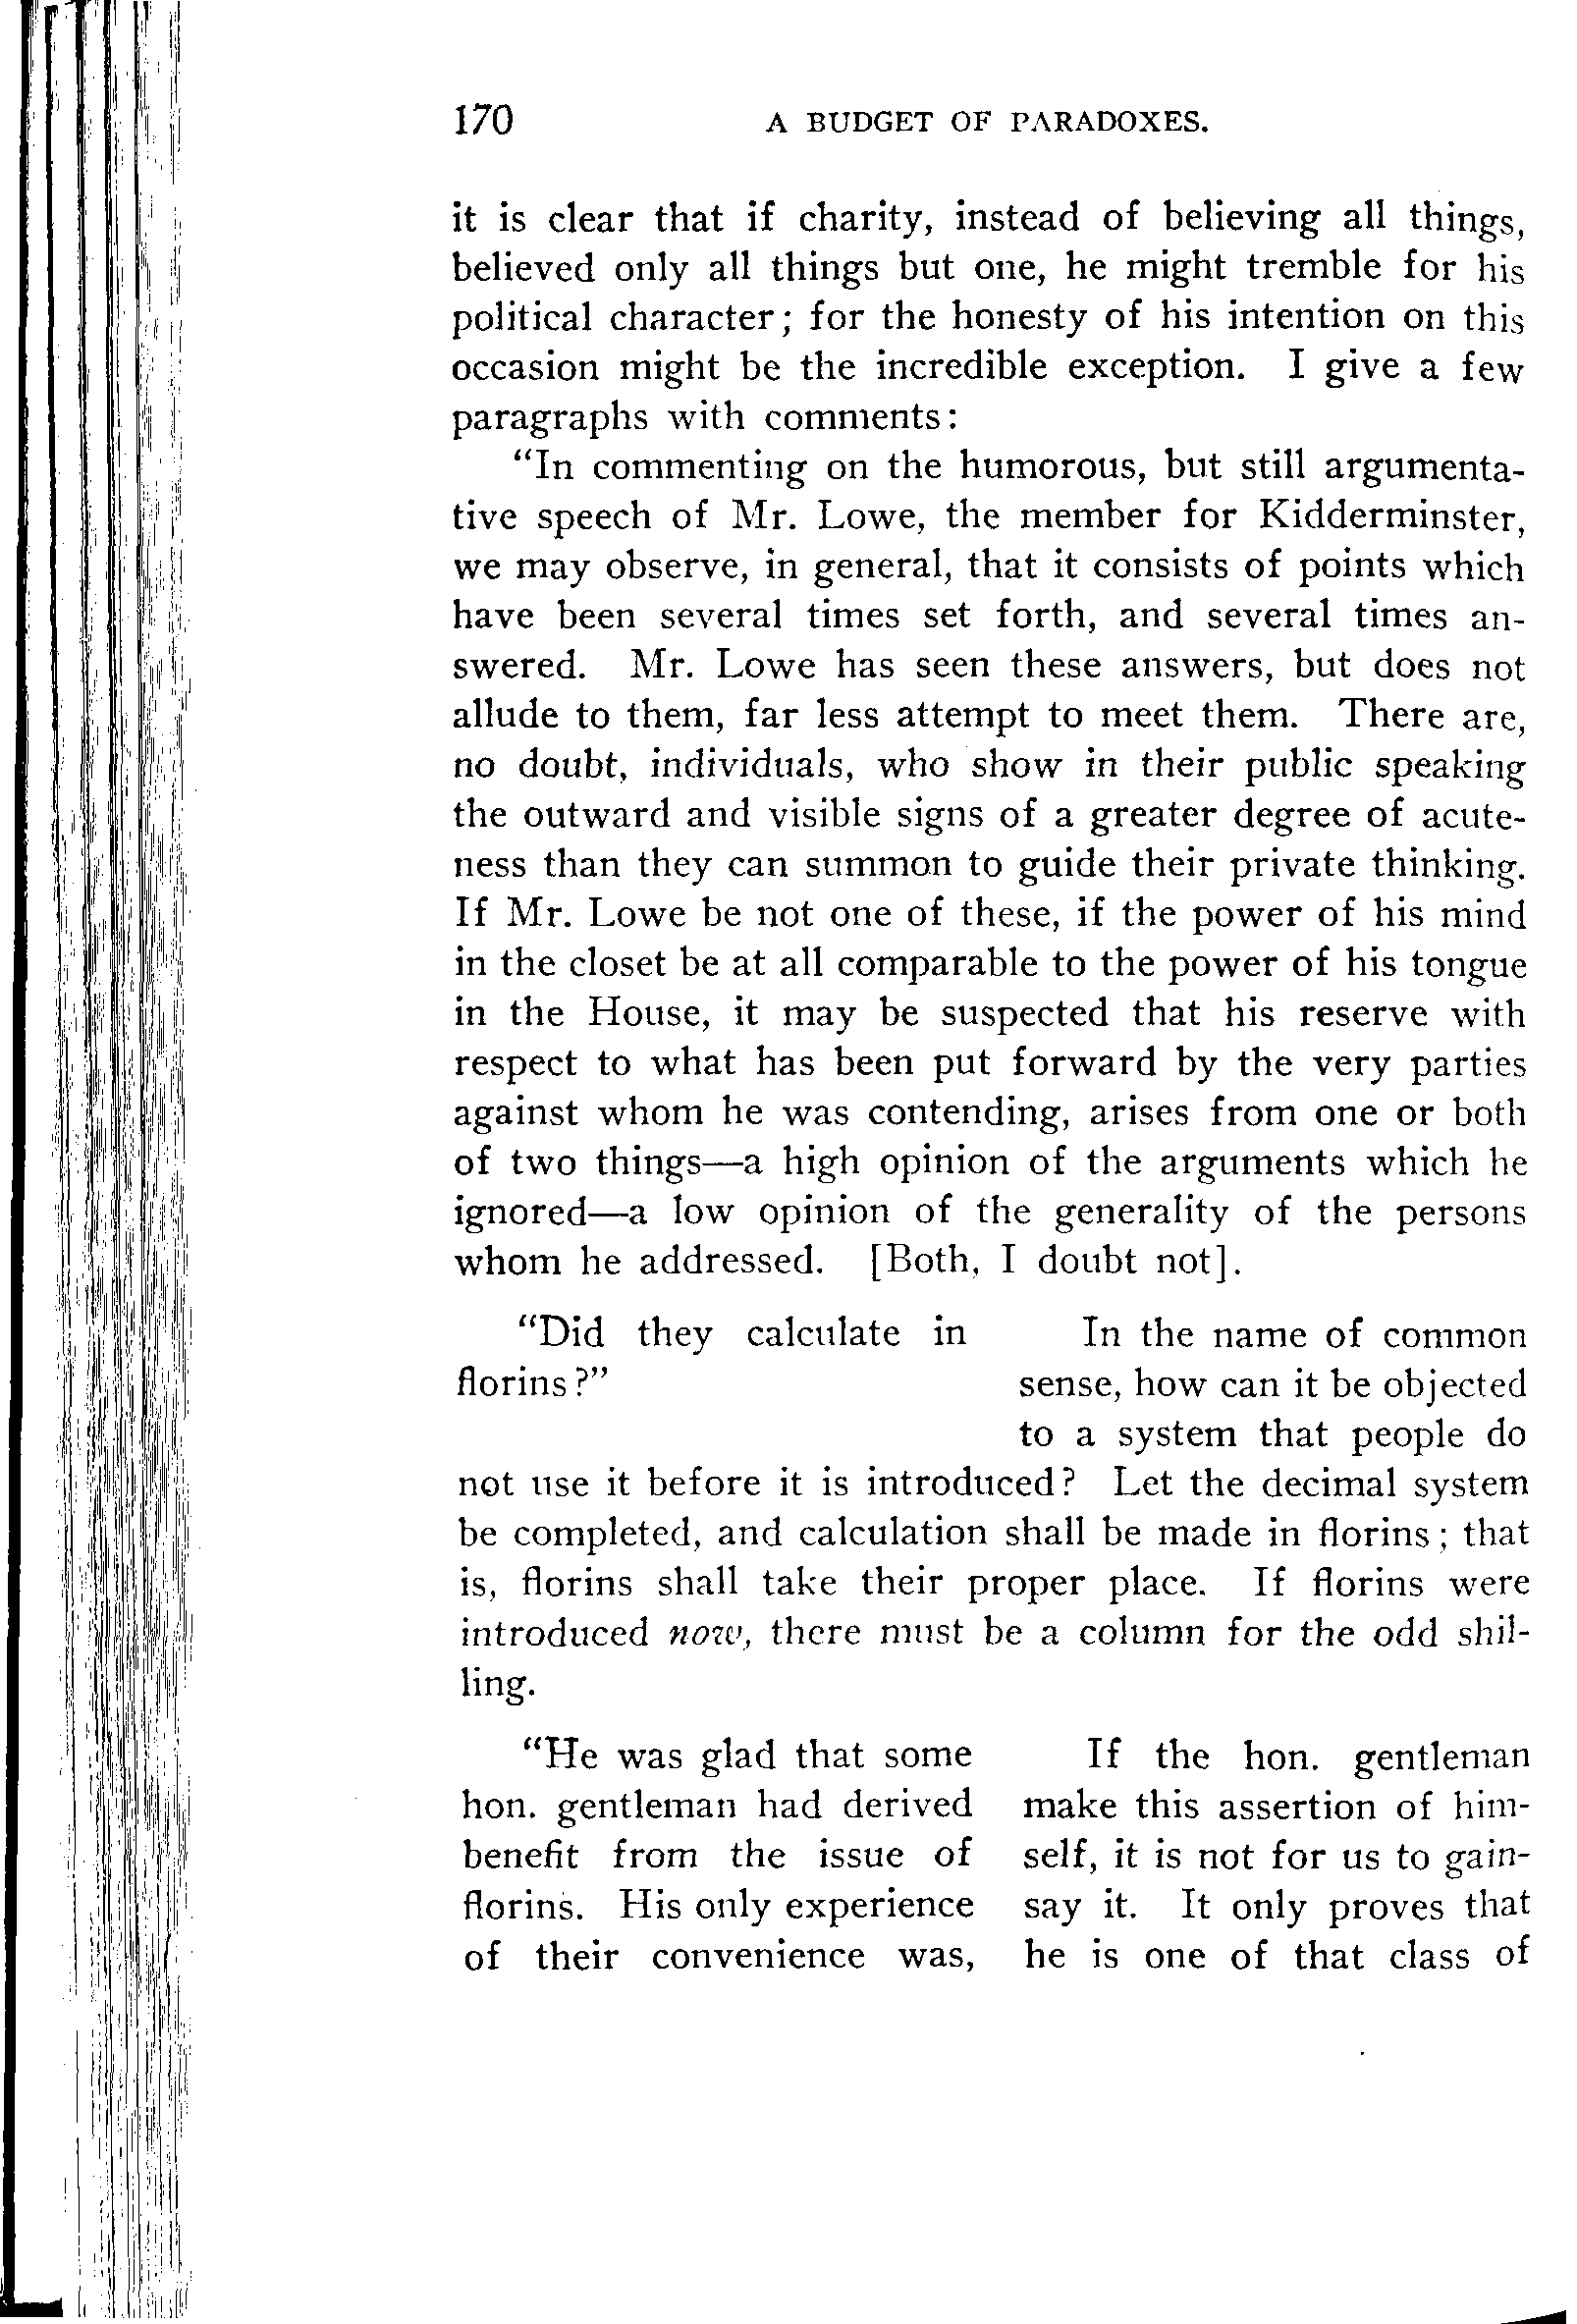 170 A BUDGET OF PARADOXES.
it is clear that if charity, instead of believing all things,
believed only all things but one, he might tremble for his
political character; for the honesty of his intention on this
occasion might be the incredible exception. I give a few
paragraphs with comments:
“In commenting on the humorous, but still argumenta-
tive speech of Mr. Lowe, the member for Kidderminster,
we may observe, in general, that it consists of points which
have been several times set forth, and several times an-
swered. Mr. Lowe has seen these answers, but does not
allude to them, far less attempt to meet them. There are,
no doubt, individuals, who show in their public speaking
the outward and visible signs of a greater degree of acute-
ness than they can summon to guide their private thinking.
If Mr. Lowe be not one of these, if the power of his mind
in the closet be at all comparable to the power of his tongue
in the House, it may be suspected that his reserve with
respect to what has been put forward by the very parties
against whom he was contending, arises from one or both
of two things—a high opinion of the arguments which he
ignored—a low opinion of the generality of the persons
whom he addressed. [Both, I doubt not].
“Did they calculate in
florins?”
In the name of common
sense, how can it be objected
to a system that people do
not use it before it is introduced? Let the decimal system
be completed, and calculation shall be made in florins; that
is, florins shall take their proper place. If florins were
introduced now, there must be a column for the odd shil-
ling.
“He was glad that some
hon. gentleman had derived
benefit from the issue of
florins. His only experience
of their convenience was,
If the hon. gentleman
make this assertion of him-
self, it is not for us to gain-
say it. It only proves that
he is one of that class of